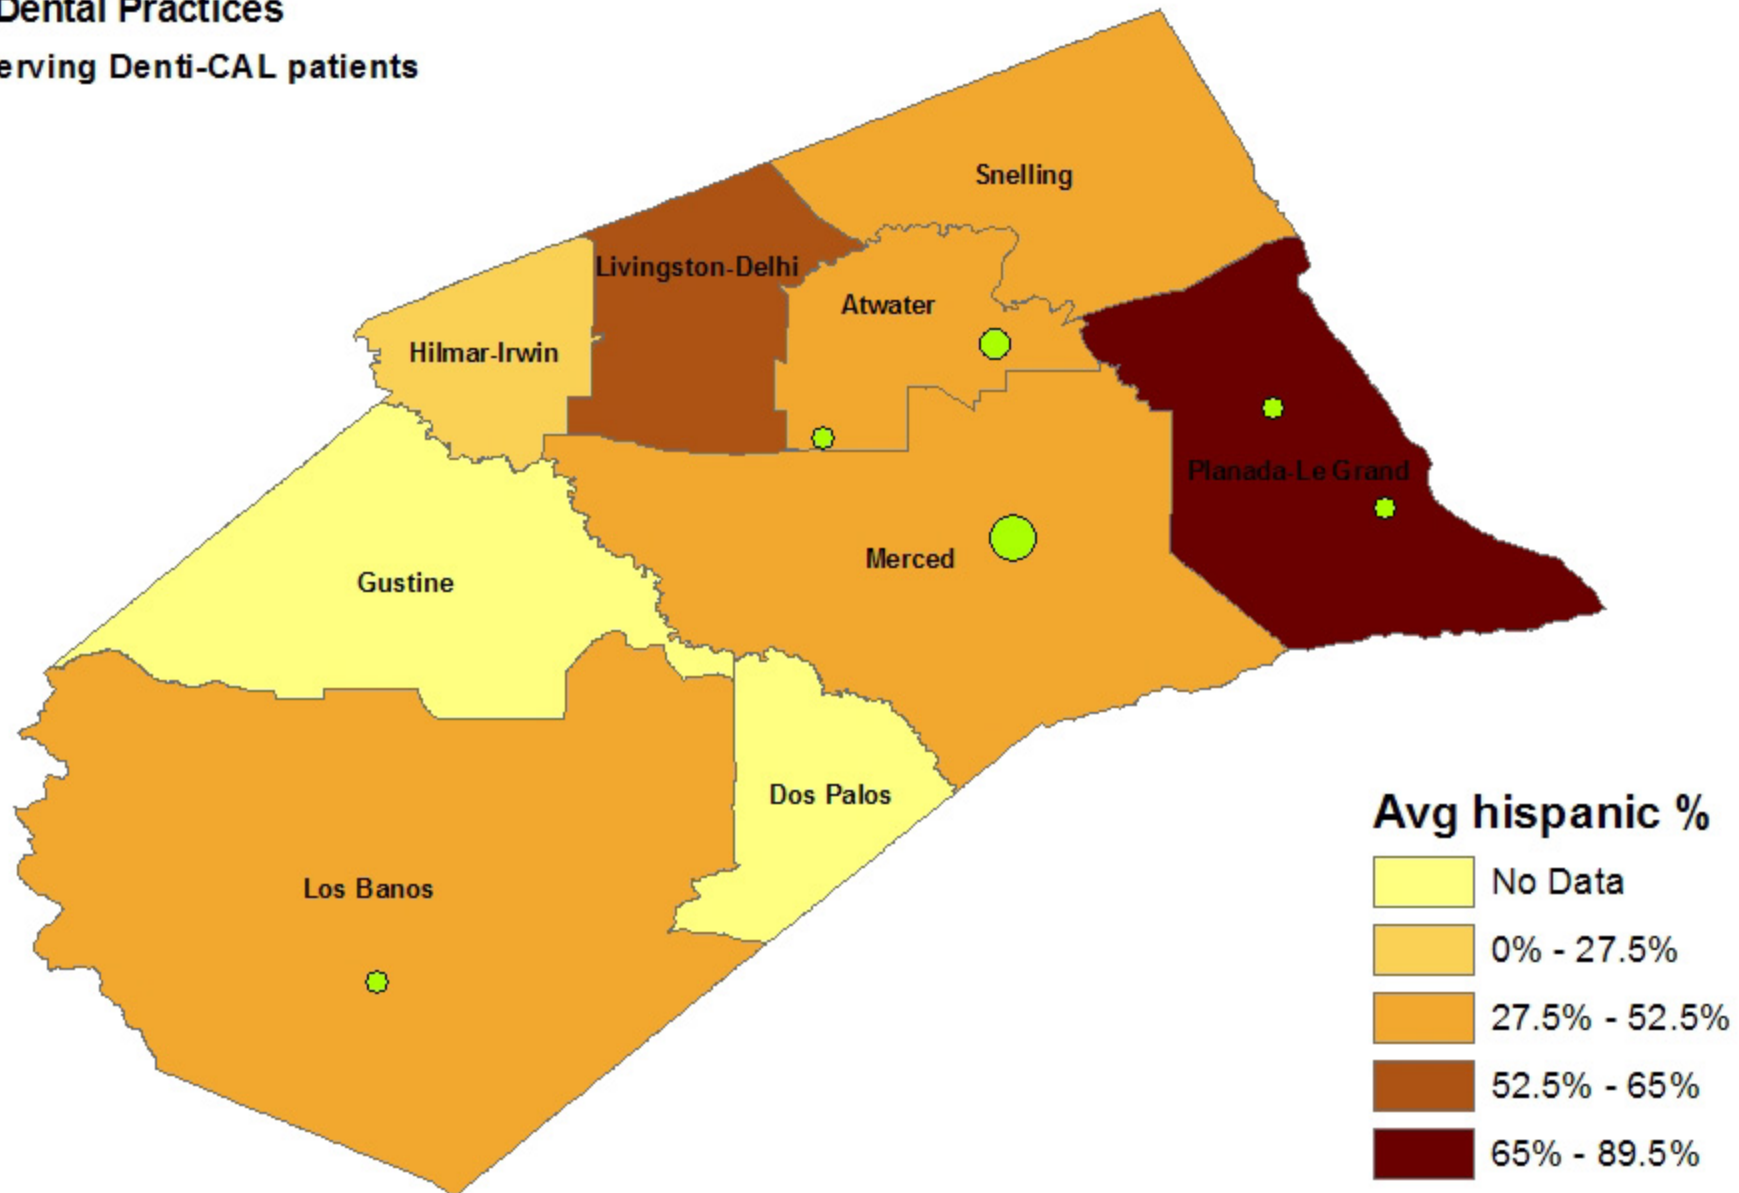 Dental Practices
erving Denti-CAL patients
Snelling
Livingston-Delhi
Atwater
Hilmar-Irwin
Planada-Le Grand
Merced
Gustine
Dos Palos
Los Banos
Avg hispanic %
No Data
0% - 27.5%
27.5% - 52.5%
52.5% - 65%
65% - 89.5%